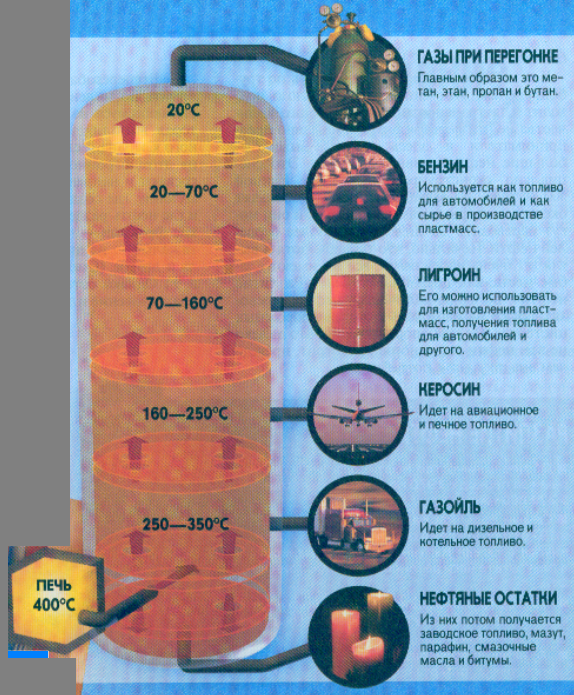 ГАЗЫ ПРИ ПЕРЕГОНКЕ
Главным образом это ме-
тан, этан, пропан и бутан.
20°C
БЕНЗИН
Используется как топливо
для автомобилей и как
сырье в производстве
пластмасс.
20—70°C
ЛИГРОИН
Его можно использовать
для изготовления пласт-
масс, получения топлива
для автомобилей и
другого.
70—160°C
КЕРОСИН
Идет на авиационное
и печное топливо.
160—250°C
ГАЗОЙЛЬ
Идет на дизельное и
котельное топливо.
250—350°C
ПЕЧЬ
400°C
НЕФТЯНЫЕ ОСТАТКИ
Из них потом получается
заводское топливо, мазут,
парафин, смазочные
масла и битумы.